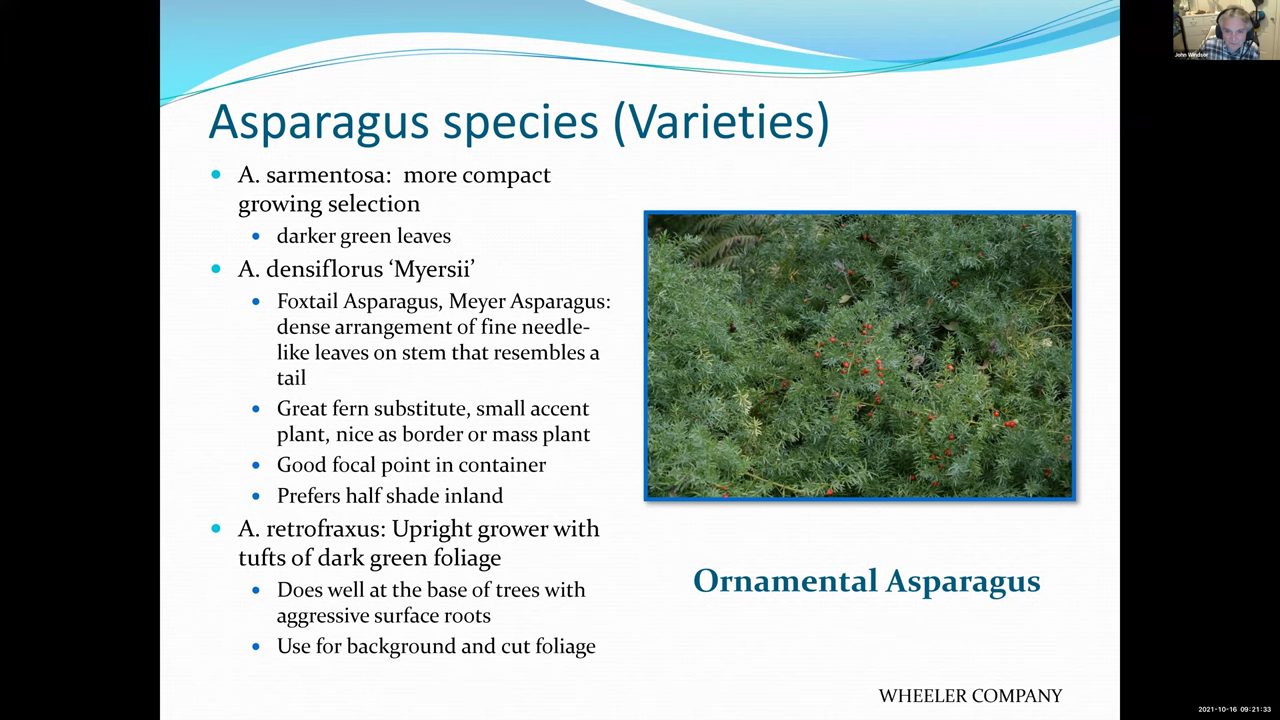 John Windsor
Asparagus species (Varieties)
A. sarmentosa: more compact
growing selection
darker green leaves
A. densiflorus ‘Myersii’
Foxtail Asparagus, Meyer Asparagus:
dense arrangement of fine needle-
like leaves on stem that resembles a
tail
Great fern substitute, small accent
plant, nice as border or mass plant
Good focal point in container
Prefers half shade inland
A. retrofraxus: Upright grower with
tufts of dark green foliage
Does well at the base of trees with
aggressive surface roots
Use for background and cut foliage
Ornamental Asparagus
WHEELER COMPANY
2021-10-16 09:21:33